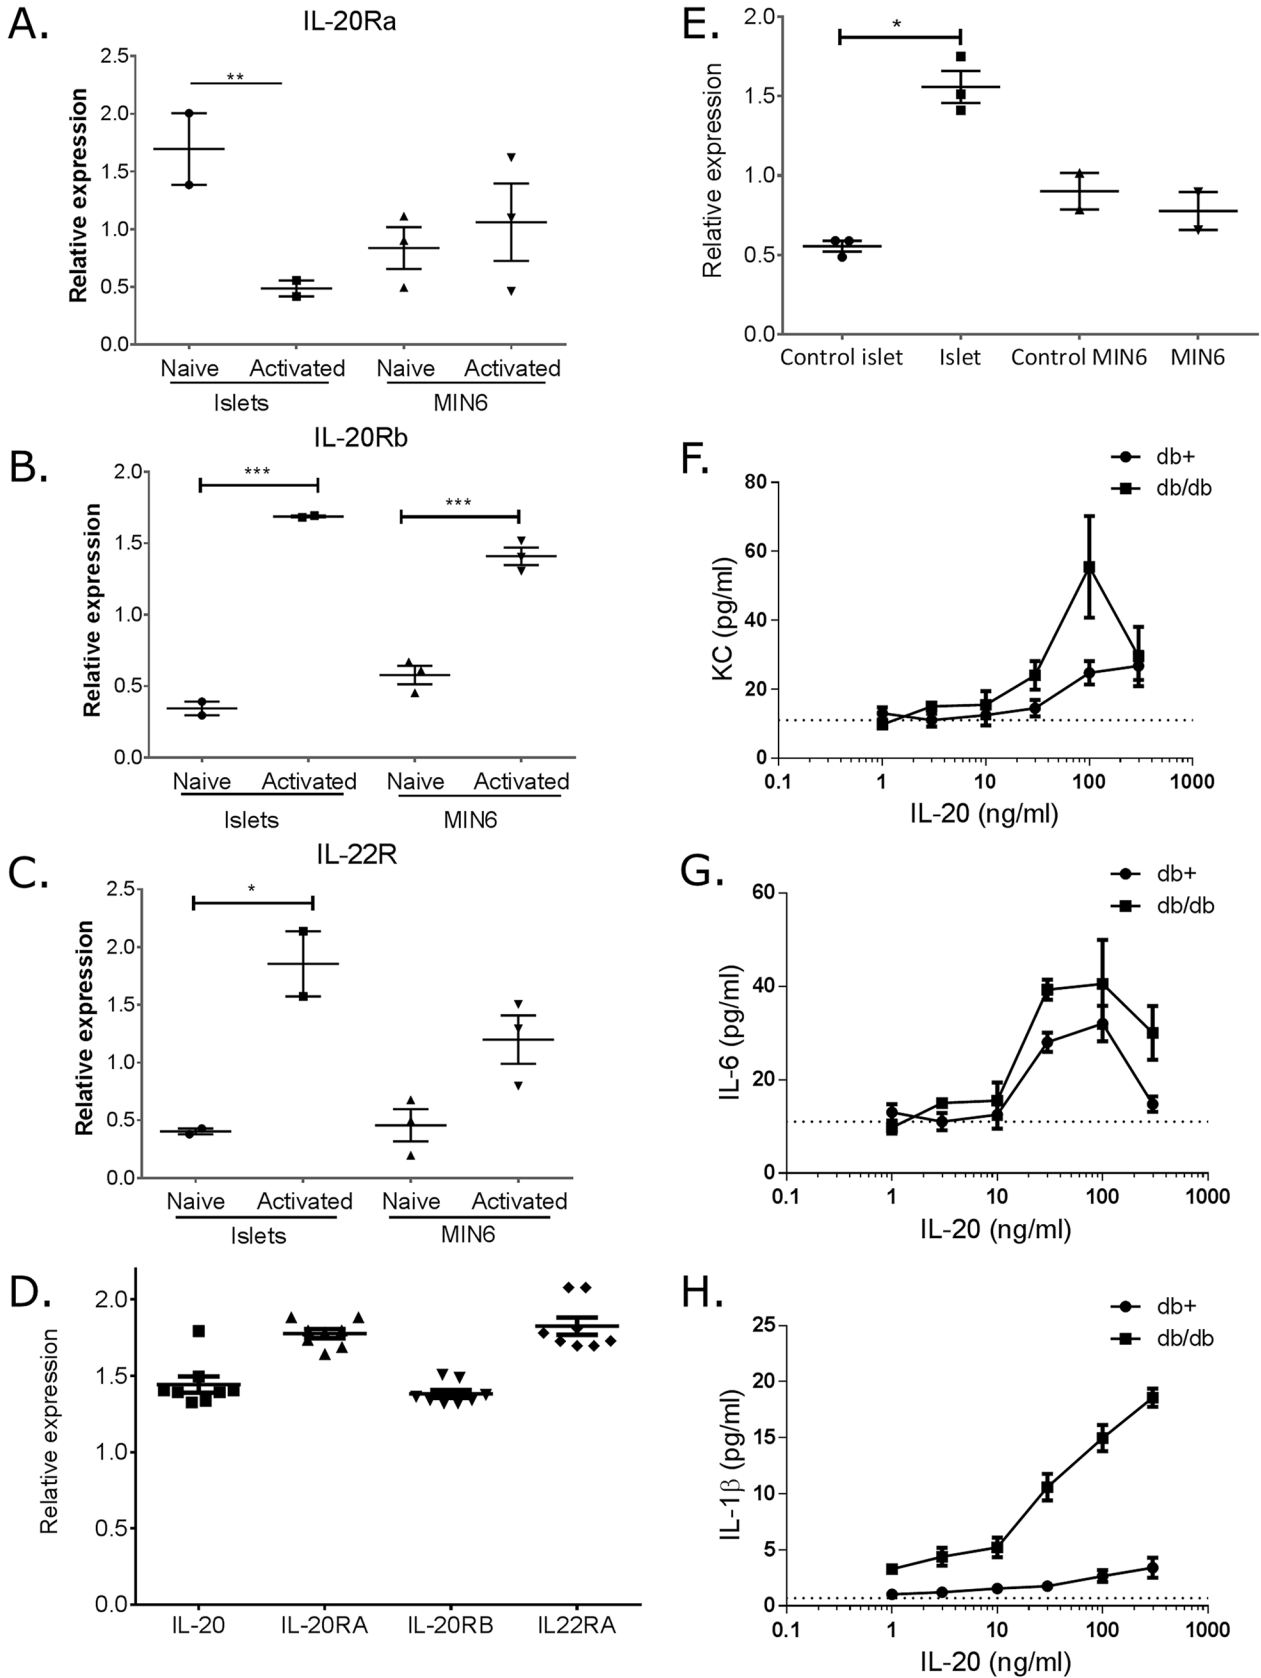 A.
IL-20Ra
Relative expression
2.5
2.0
1.5
1.0
0.5
0.0
**
Naive Activated Naive Activated
Islets MIN6
B.
IL-20Rb
Relative expression
2.0
1.5
1.0
0.5
0.0
*** ***
Naive Activated Naive Activated
Islets MIN6
C.
IL-22R
Relative expression
2.5
2.0
1.5
1.0
0.5
0.0
*
Naive Activated Naive Activated
Islets MIN6
D.
Relative expression
2.0
1.5
1.0
0.5
0.0
IL-20 IL-20RA IL-20RB IL22RA
E.
Relative expression
2.0
1.5
1.0
0.5
0.0
*
Control islet Islet Control MIN6 MIN6
F.
db+
db/db
KC (pg/ml)
80
60
40
20
0
0.1 1 10 100 1000
IL-20 (ng/ml)
G.
db+
db/db
IL-6 (pg/ml)
60
40
20
0
0.1 1 10 100 1000
IL-20 (ng/ml)
H.
db+
db/db
IL-1β (pg/ml)
25
20
15
10
5
0
0.1 1 10 100 1000
IL-20 (ng/ml)